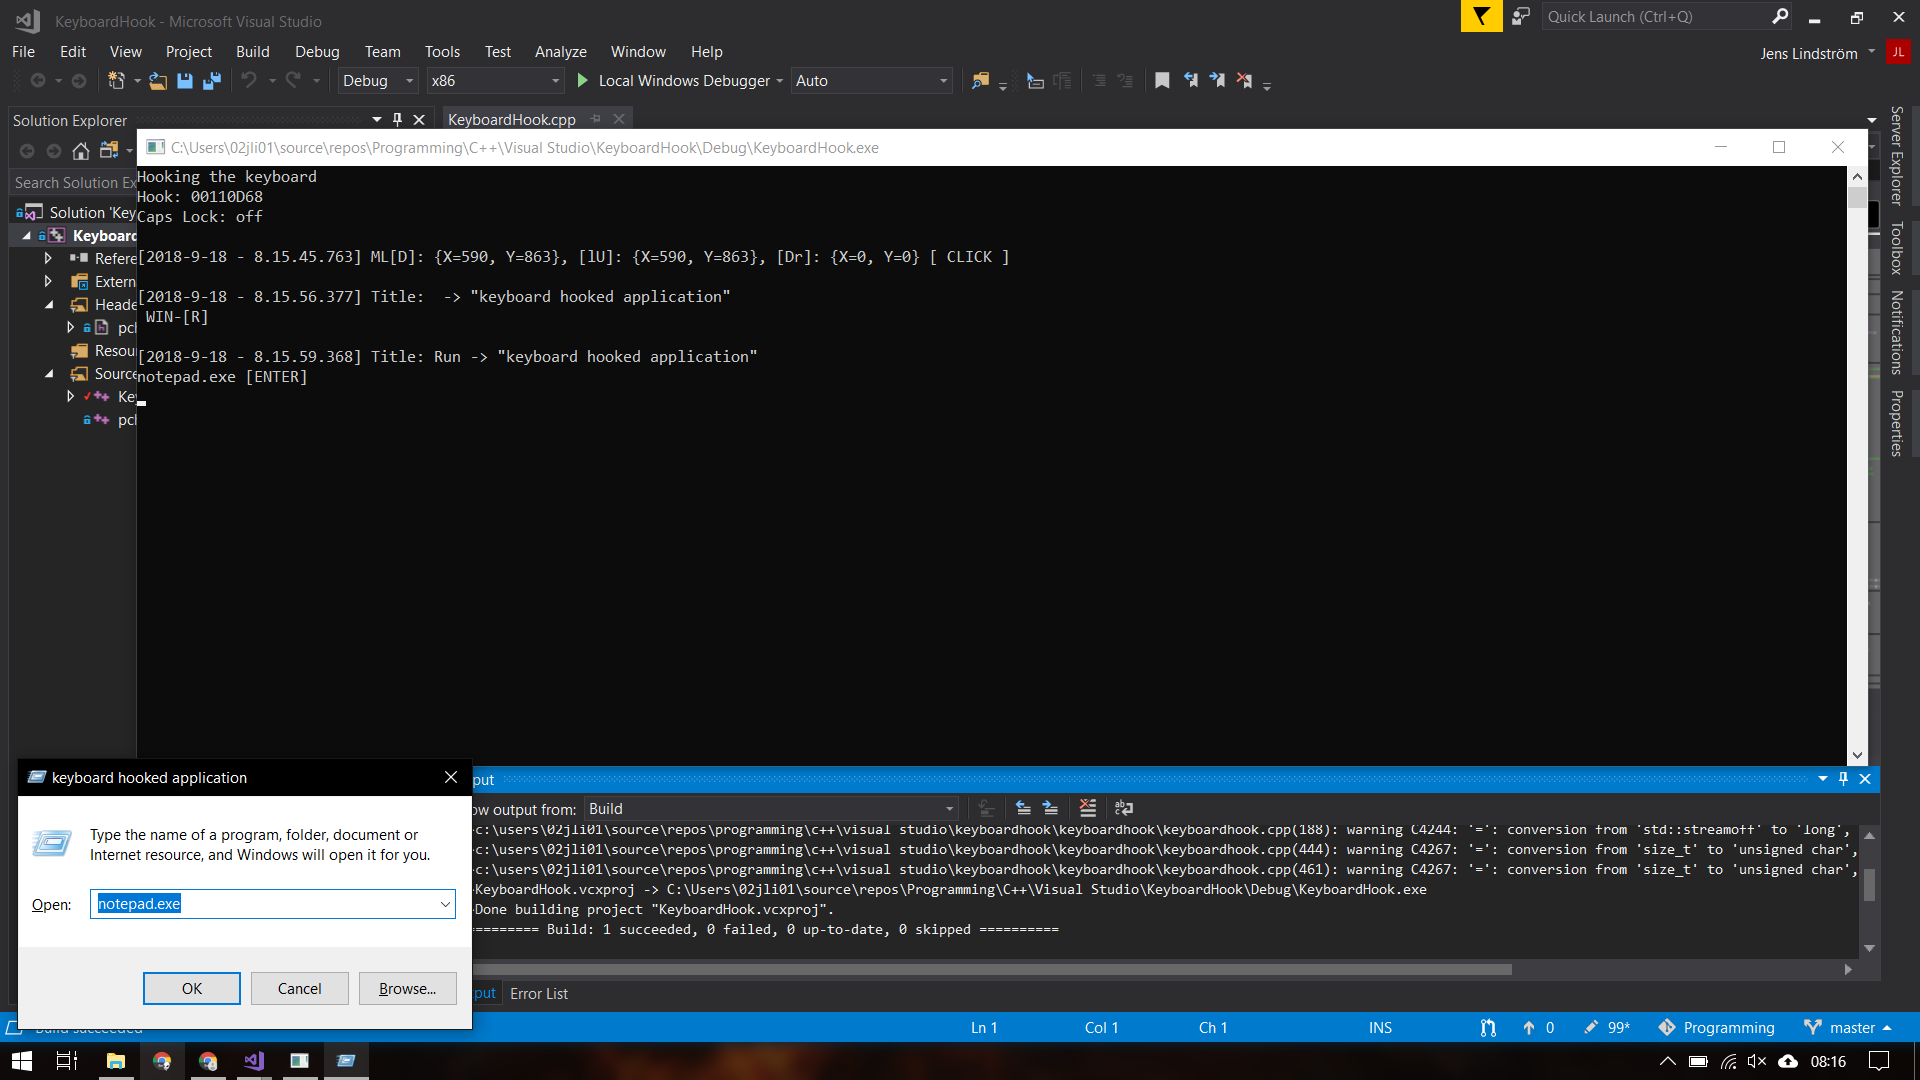 KeyboardHook - Microsoft Visual Studio
Quick Launch (Ctrl+Q)
File Edit View Project Build Debug Team Tools Test Analyze Window Help
Jens Lindström
JL
Debug x86 Local Windows Debugger Auto
Solution Explorer
KeyboardHook.cpp
C:\Users\02jli01\source\repos\Programming\C++\Visual Studio\KeyboardHook\Debug\KeyboardHook.exe
Search Solution Ex
Solution 'Key
Keyboard
Refere
Extern
Heade
pch
Resou
Source
Key
pch
Hooking the keyboard
Hook: 00110D68
Caps Lock: off
[2018-9-18 - 8.15.45.763] ML[D]: {X=590, Y=863}, [lU]: {X=590, Y=863}, [Dr]: {X=0, Y=0} [ CLICK ]
[2018-9-18 - 8.15.56.377] Title:  -> "keyboard hooked application"
WIN-[R]
[2018-9-18 - 8.15.59.368] Title: Run -> "keyboard hooked application"
notepad.exe [ENTER]
Server Explorer
Toolbox
Notifications
Properties
keyboard hooked application
Type the name of a program, folder, document or
Internet resource, and Windows will open it for you.
Open: notepad.exe
OK Cancel Browse...
put
ow output from: Build
c:\users\02jli01\source\repos\programming\c++\visual studio\keyboardhook\keyboardhook\keyboardhook.cpp(188): warning C4244: '=': conversion from 'std::streamoff' to 'long',
c:\users\02jli01\source\repos\programming\c++\visual studio\keyboardhook\keyboardhook\keyboardhook.cpp(444): warning C4267: '=': conversion from 'size_t' to 'unsigned char',
c:\users\02jli01\source\repos\programming\c++\visual studio\keyboardhook\keyboardhook\keyboardhook.cpp(461): warning C4267: '=': conversion from 'size_t' to 'unsigned char',
KeyboardHook.vcxproj -> C:\Users\02jli01\source\repos\Programming\C++\Visual Studio\KeyboardHook\Debug\KeyboardHook.exe
Done building project "KeyboardHook.vcxproj".
========= Build: 1 succeeded, 0 failed, 0 up-to-date, 0 skipped ==========
put Error List
Build succeeded
Ln 1 Col 1 Ch 1 INS 0 99* Programming master
08:16